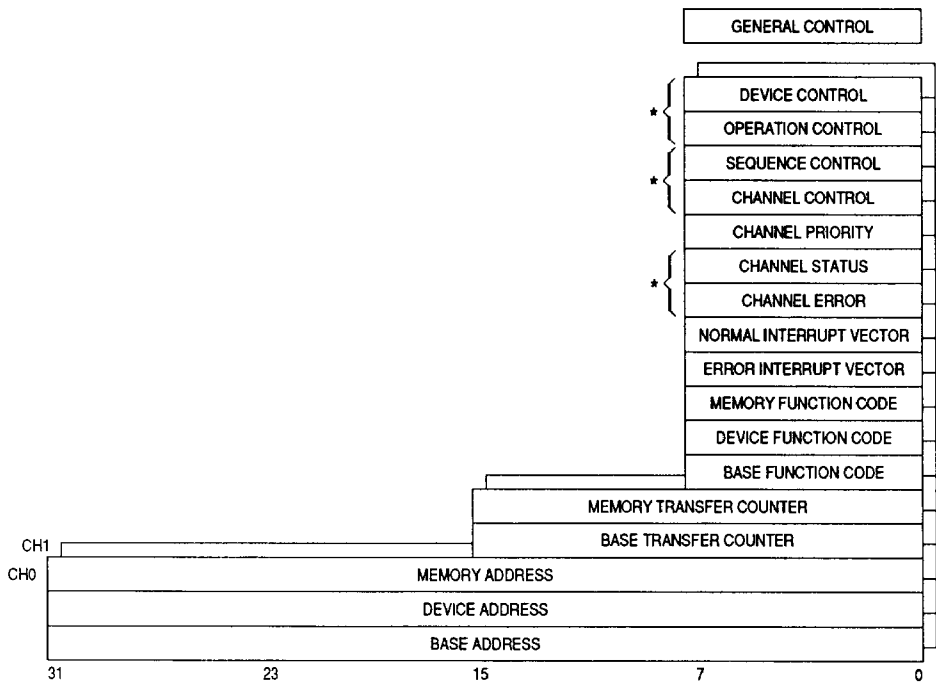 GENERAL CONTROL
DEVICE CONTROL
*
OPERATION CONTROL
SEQUENCE CONTROL
*
CHANNEL CONTROL
CHANNEL PRIORITY
CHANNEL STATUS
*
CHANNEL ERROR
NORMAL INTERRUPT VECTOR
ERROR INTERRUPT VECTOR
MEMORY FUNCTION CODE
DEVICE FUNCTION CODE
BASE FUNCTION CODE
MEMORY TRANSFER COUNTER
CH1 BASE TRANSFER COUNTER
CH0 MEMORY ADDRESS
DEVICE ADDRESS
BASE ADDRESS
31 23 15 7 0